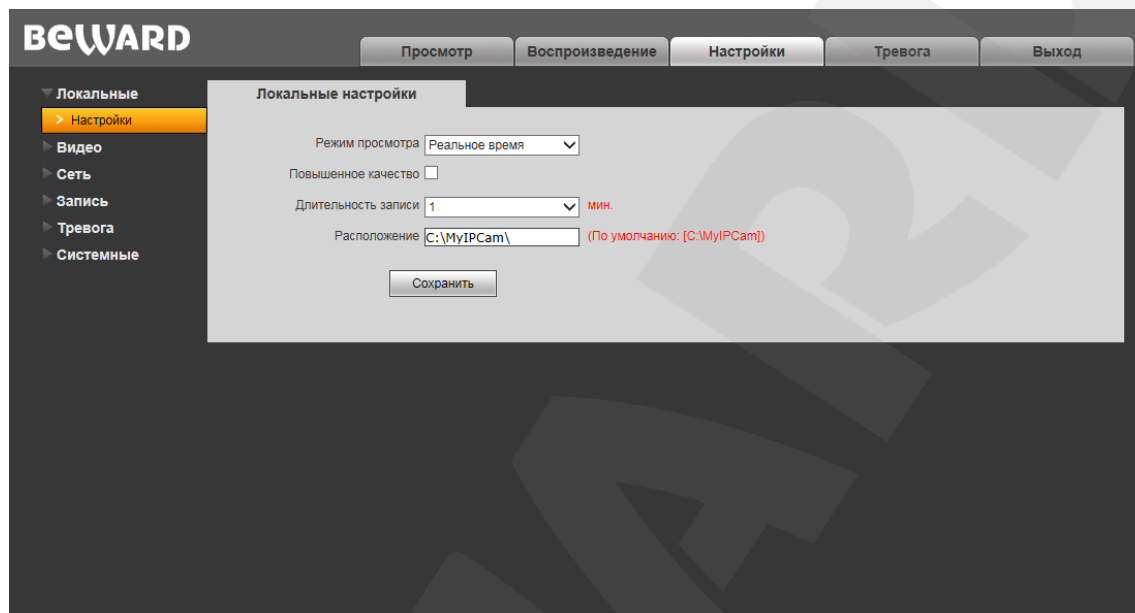 BEWARD
Просмотр Воспроизведение Настройки Тревога Выход
Локальные
> Настройки
Видео
Сеть
Запись
Тревога
Системные
Локальные настройки
Режим просмотра Реальное время
Повышенное качество
Длительность записи 1 мин.
Расположение C:\MyIPCam\ (По умолчанию: [C:\MyIPCam])
Сохранить